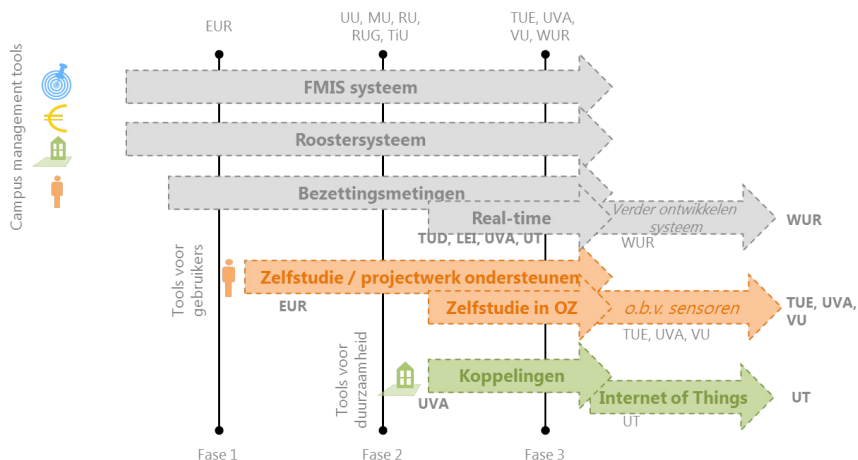 EUR
UU, MU, RU,
RUG, TiU
TUE, UVA,
VU, WUR
Campus management tools
FMIS systeem
Roostersysteem
Bezettingsmetingen
Real-time
Verder ontwikkelen
systeem
WUR
TUD, LEI, UVA, UT
WUR
Tools voor
gebruikers
Zelfstudie / projectwerk ondersteunen
EUR
Zelfstudie in OZ
o.b.v. sensoren
TUE, UVA,
VU
TUE, UVA, VU
Tools voor
duurzaamheid
Koppelingen
UVA
Internet of Things
UT
UT
Fase 1
Fase 2
Fase 3